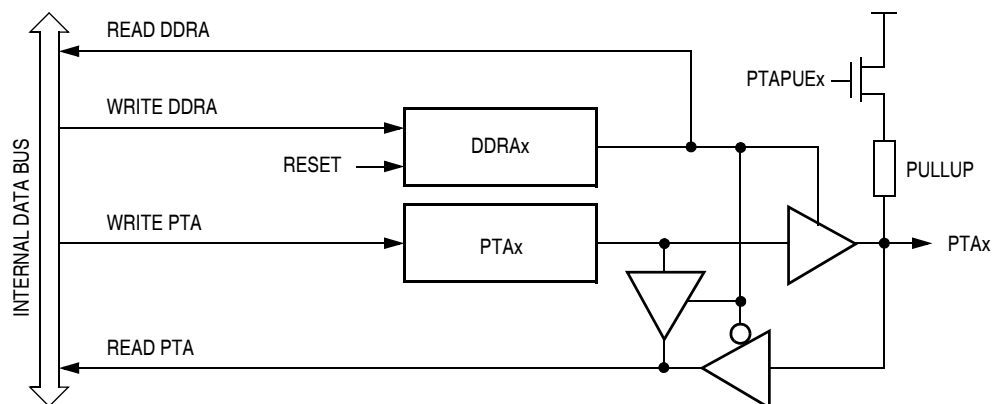 READ DDRA
PTAPUEx
WRITE DDRA
DDRAx
RESET
PULLUP
INTERNAL DATA BUS
WRITE PTA
PTAx
PTAx
READ PTA